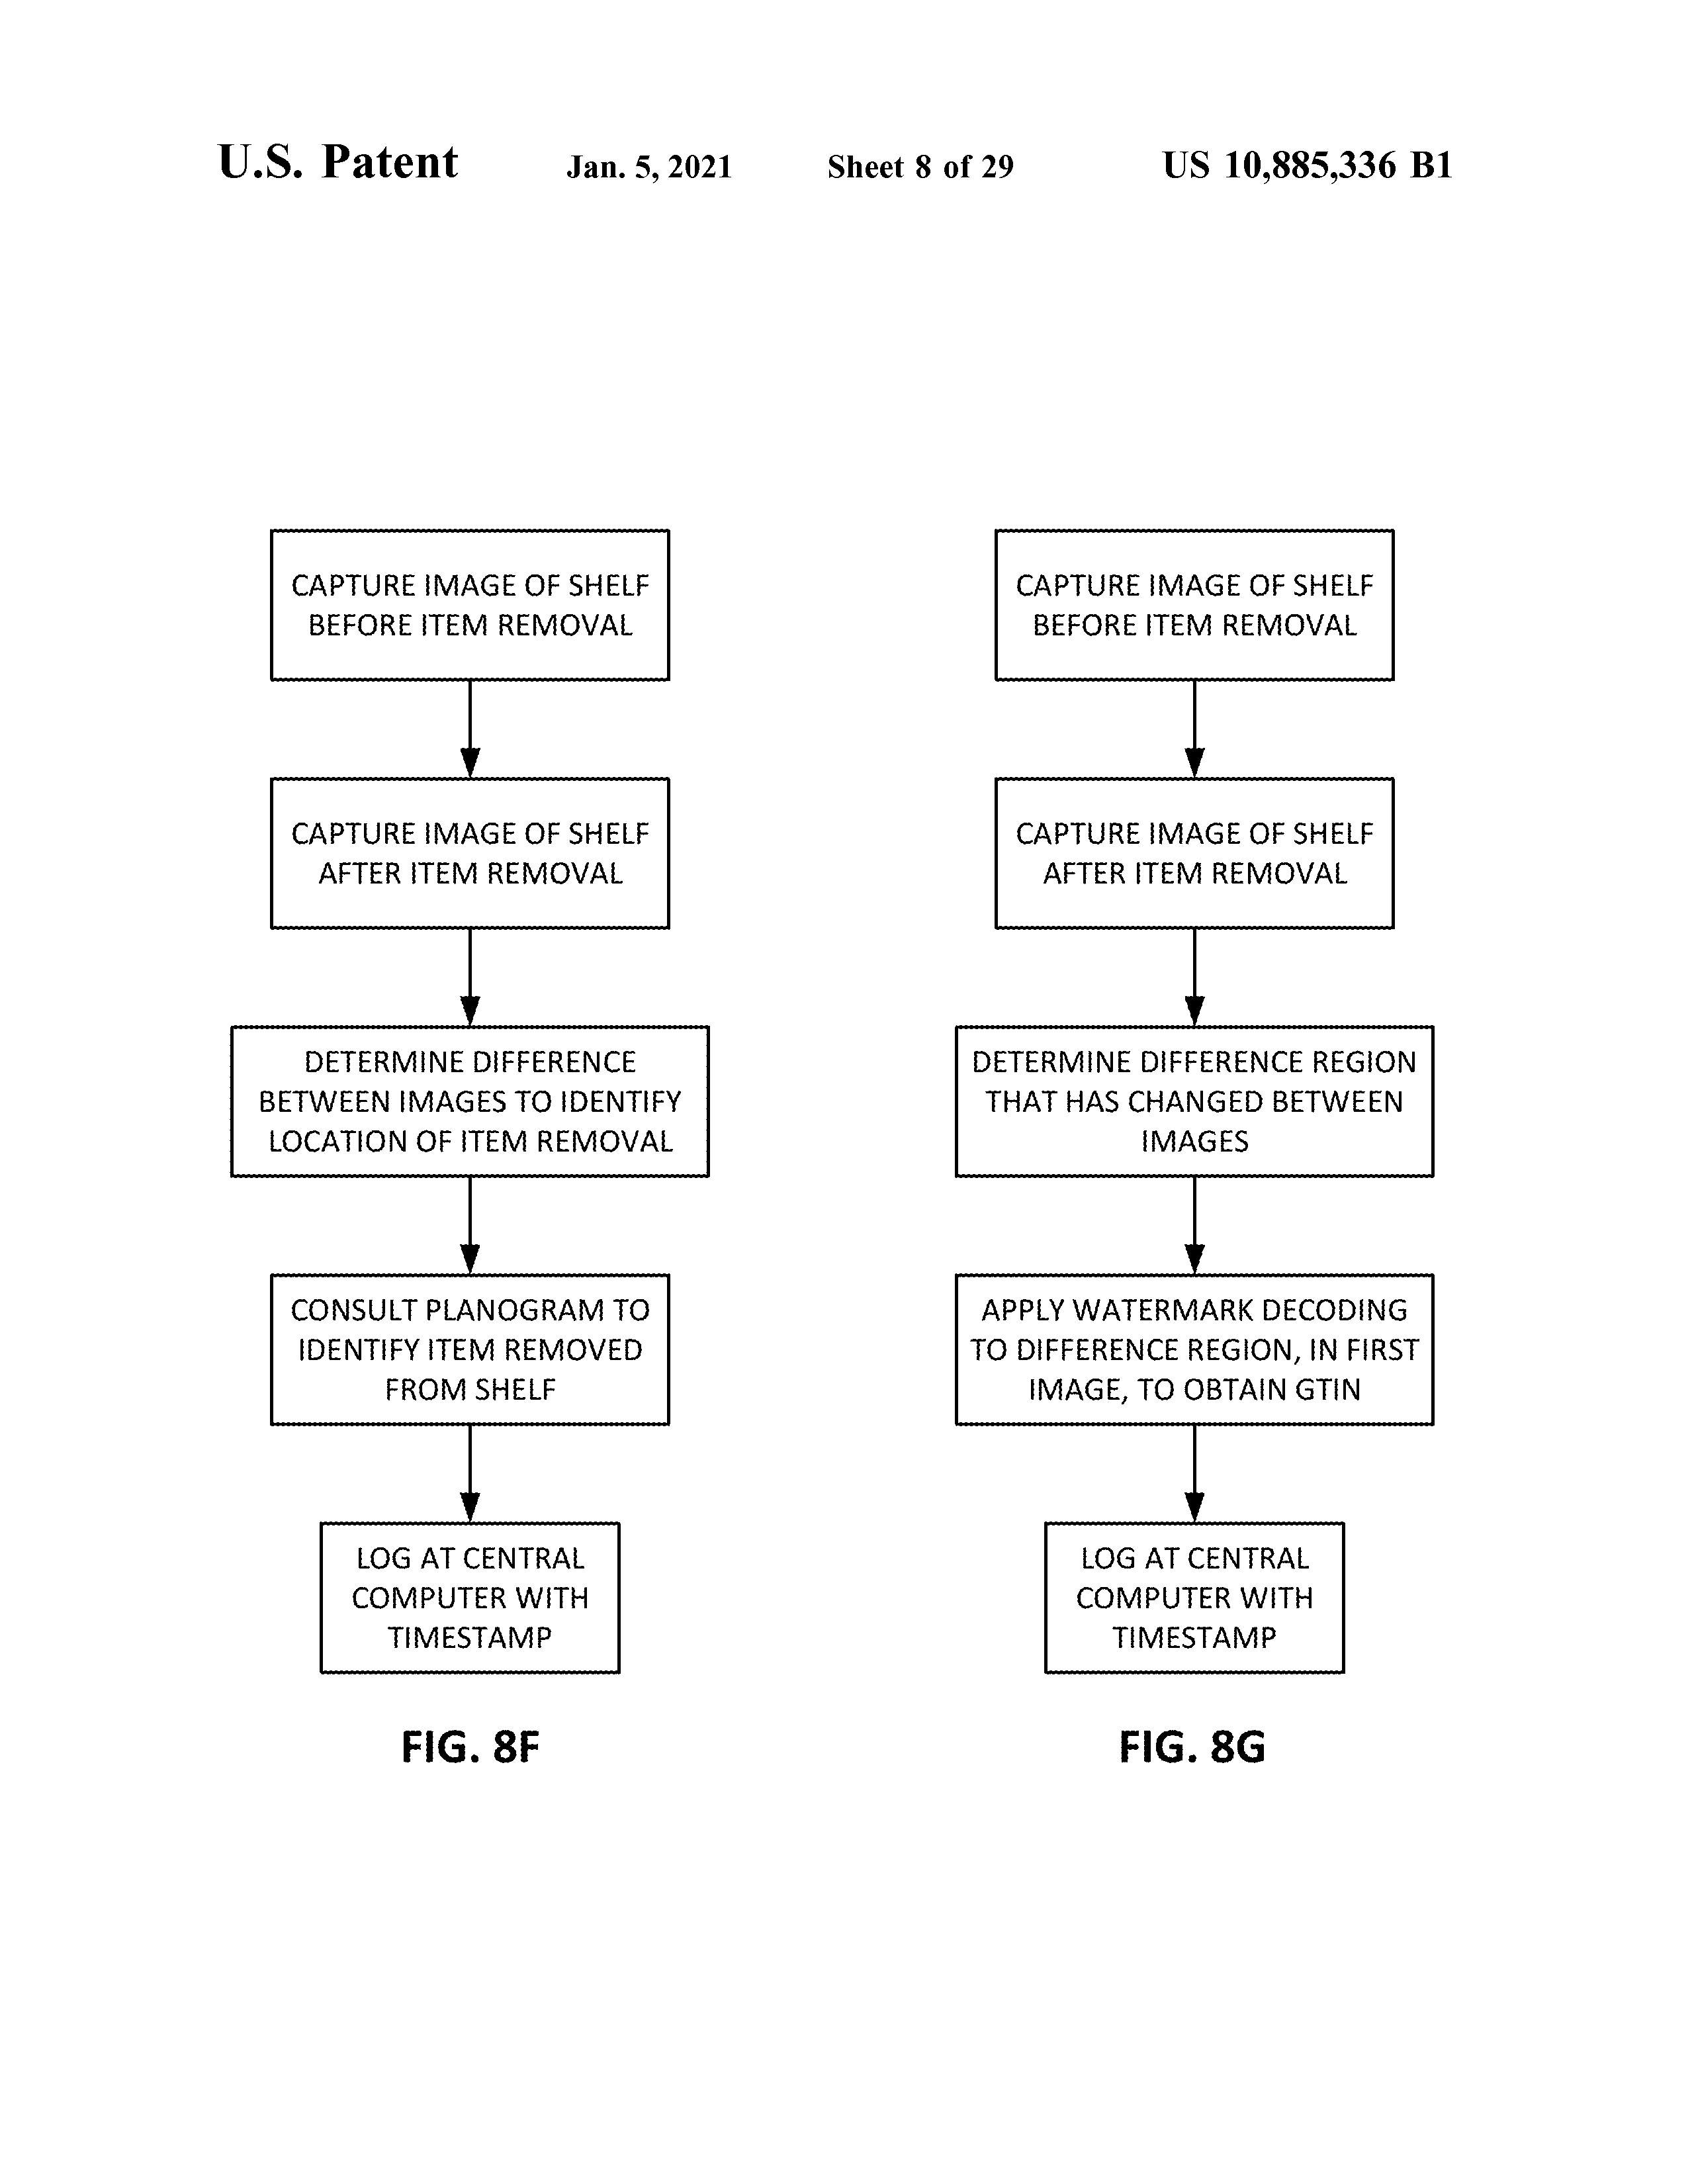 U.S. Patent Jan. 5, 2021 Sheet 8 of 29 US 10,885,336 B1
CAPTURE IMAGE OF SHELF
BEFORE ITEM REMOVAL
CAPTURE IMAGE OF SHELF
AFTER ITEM REMOVAL
DETERMINE DIFFERENCE
BETWEEN IMAGES TO IDENTIFY
LOCATION OF ITEM REMOVAL
CONSULT PLANOGRAM TO
IDENTIFY ITEM REMOVED
FROM SHELF
LOG AT CENTRAL
COMPUTER WITH
TIMESTAMP
FIG. 8F
CAPTURE IMAGE OF SHELF
BEFORE ITEM REMOVAL
CAPTURE IMAGE OF SHELF
AFTER ITEM REMOVAL
DETERMINE DIFFERENCE REGION
THAT HAS CHANGED BETWEEN
IMAGES
APPLY WATERMARK DECODING
TO DIFFERENCE REGION, IN FIRST
IMAGE, TO OBTAIN GTIN
LOG AT CENTRAL
COMPUTER WITH
TIMESTAMP
FIG. 8G